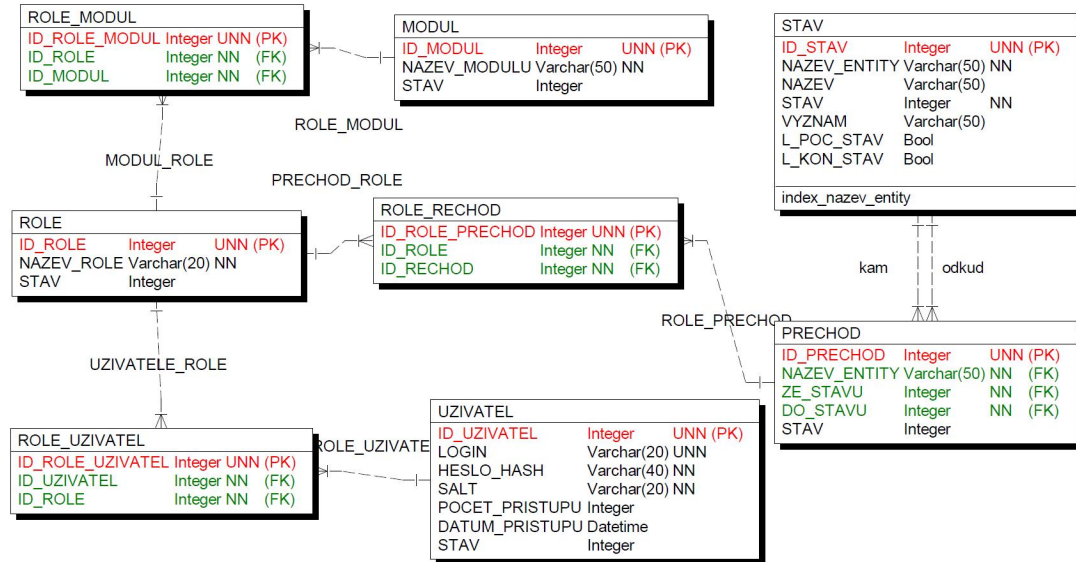 ROLE_MODUL
ID_ROLE_MODUL Integer UNN (PK)
ID_ROLE Integer NN (FK)
ID_MODUL Integer NN (FK)
MODUL
ID_MODUL Integer UNN (PK)
NAZEV_MODULU Varchar(50) NN
STAV Integer
STAV
ID_STAV Integer UNN (PK)
NAZEV_ENTITY Varchar(50) NN
NAZEV Varchar(50)
STAV Integer NN
VYZNAM Varchar(50)
L_POC_STAV Bool
L_KON_STAV Bool
index_nazev_entity
ROLE_MODUL
MODUL_ROLE
PRECHOD_ROLE
ROLE
ID_ROLE Integer UNN (PK)
NAZEV_ROLE Varchar(20) NN
STAV Integer
ROLE_RECHOD
ID_ROLE_PRECHOD Integer UNN (PK)
ID_ROLE Integer NN (FK)
ID_RECHOD Integer NN (FK)
kam
odkud
ROLE_PRECHOD
PRECHOD
ID_PRECHOD Integer UNN (PK)
NAZEV_ENTITY Varchar(50) NN (FK)
ZE_STAVU Integer NN (FK)
DO_STAVU Integer NN (FK)
STAV Integer
UZIVATELE_ROLE
ROLE_UZIVATEL
ID_ROLE_UZIVATEL Integer UNN (PK)
ID_UZIVATEL Integer NN (FK)
ID_ROLE Integer NN (FK)
ROLE_UZIVATE
UZIVATEL
ID_UZIVATEL Integer UNN (PK)
LOGIN Varchar(20) UNN
HESLO_HASH Varchar(40) NN
SALT Varchar(20) NN
POCET_PRISTUPU Integer
DATUM_PRISTUPU Datetime
STAV Integer